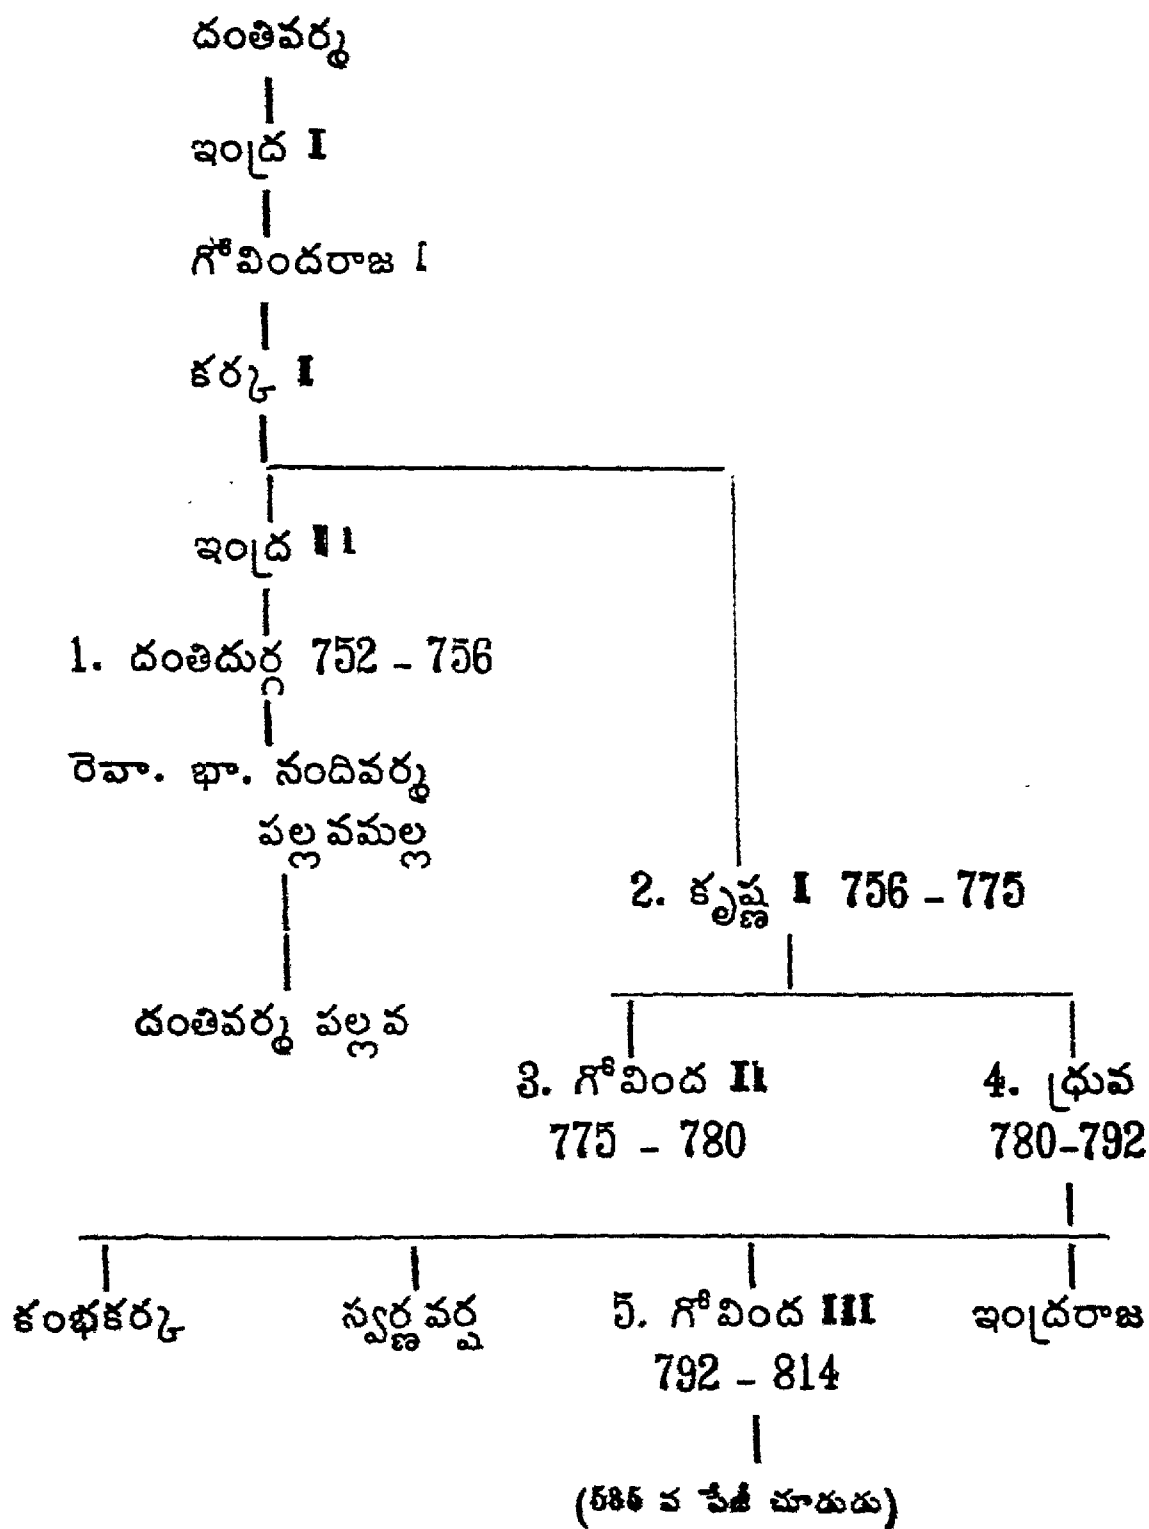 దంతివర్మ
ఇంద్ర I
గోవిందరాజ I
కర్క I
ఇంద్ర II
1. దంతిదుర్గ 752 - 756
రెవా. భా. నందివర్మ
పల్లవమల్ల
2. కృష్ణ I 756 - 775
దంతివర్మ పల్లవ
3. గోవింద II 4. ధ్రువ
775 - 780 780-792
కంభకర్క స్వర్ణవర్ష 5. గోవింద III ఇంద్రరాజ
792 - 814
వ పేజీ చూడుడు)